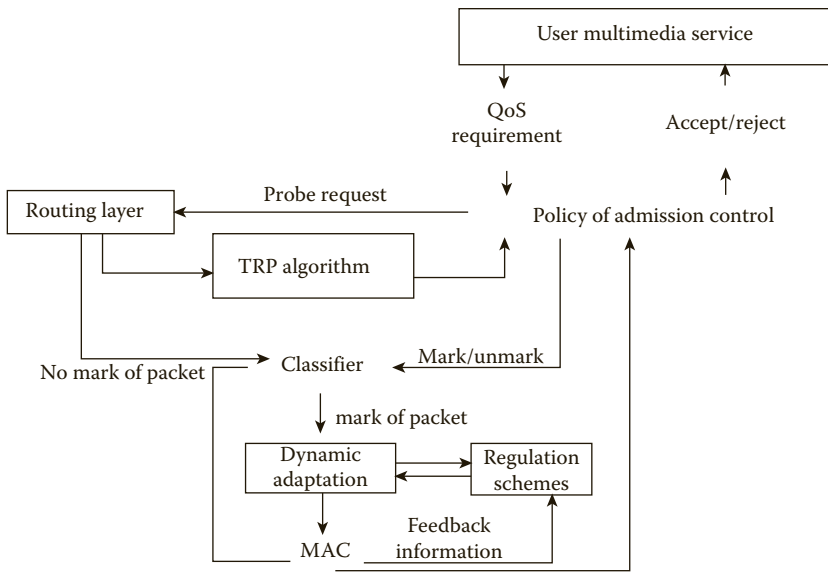 User multimedia service
QoS
requirement
Accept/reject
Probe request
Routing layer
Policy of admission control
TRP algorithm
No mark of packet
Classifier
Mark/unmark
mark of packet
Dynamic
adaptation
Regulation
schemes
MAC
Feedback
information